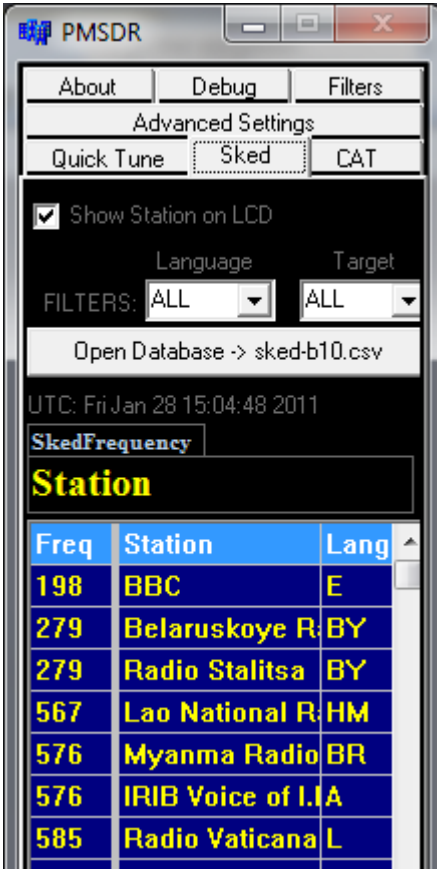 PMSDR
About Debug Filters
Advanced Settings
Quick Tune Sked CAT
Show Station on LCD
Language Target
FILTERS: ALL ALL
Open Database -> sked-b10.csv
UTC: Fri Jan 28 15:04:48 2011
SkedFrequency
Station
Freq Station Lang
198 BBC E
279 Belaruskoye R BY
279 Radio Stalitsa BY
567 Lao National R HM
576 Myanma Radio BR
576 IRIB Voice of I.I A
585 Radio Vaticana L